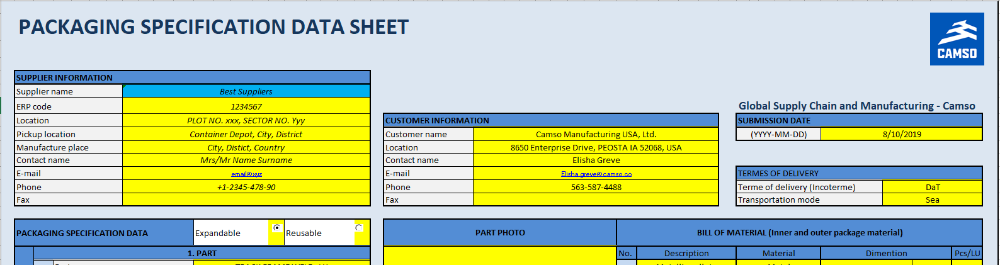 PACKAGING SPECIFICATION DATA SHEET
CAMSO
SUPPLIER INFORMATION
Supplier name Best Suppliers
ERP code 1234567
Location PLOT NO. xxx, SECTOR NO. Yyy
Pickup location Container Depot, City, District
Manufacture place City, Distict, Country
Contact name Mrs/Mr Name Surname
E-mail email@xyz
Phone +1-2345-478-90
Fax
CUSTOMER INFORMATION
Customer name Camso Manufacturing USA, Ltd.
Location 8650 Enterprise Drive, PEOSTA IA 52068, USA
Contact name Elisha Greve
E-mail Elisha.greve@camso.co
Phone 563-587-4488
Fax
Global Supply Chain and Manufacturing - Camso
SUBMISSION DATE
(YYYY-MM-DD) 8/10/2019
TERMES OF DELIVERY
Terme of delivery (Incoterme) DaT
Transportation mode Sea
PACKAGING SPECIFICATION DATA Expandable Reusable
1. PART
PART PHOTO
BILL OF MATERIAL (Inner and outer package material)
No. Description Material Dimention Pcs/LU